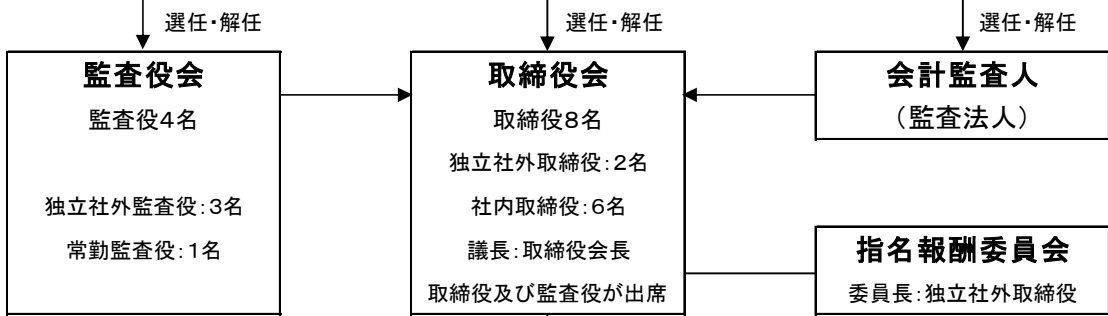 選任・解任
選任・解任
選任・解任
監査役会
監査役4名
独立社外監査役:3名
常勤監査役:1名
取締役会
取締役8名
独立社外取締役:2名
社内取締役:6名
議長:取締役会長
取締役及び監査役が出席
会計監査人
（監査法人）
指名報酬委員会
委員長:独立社外取締役